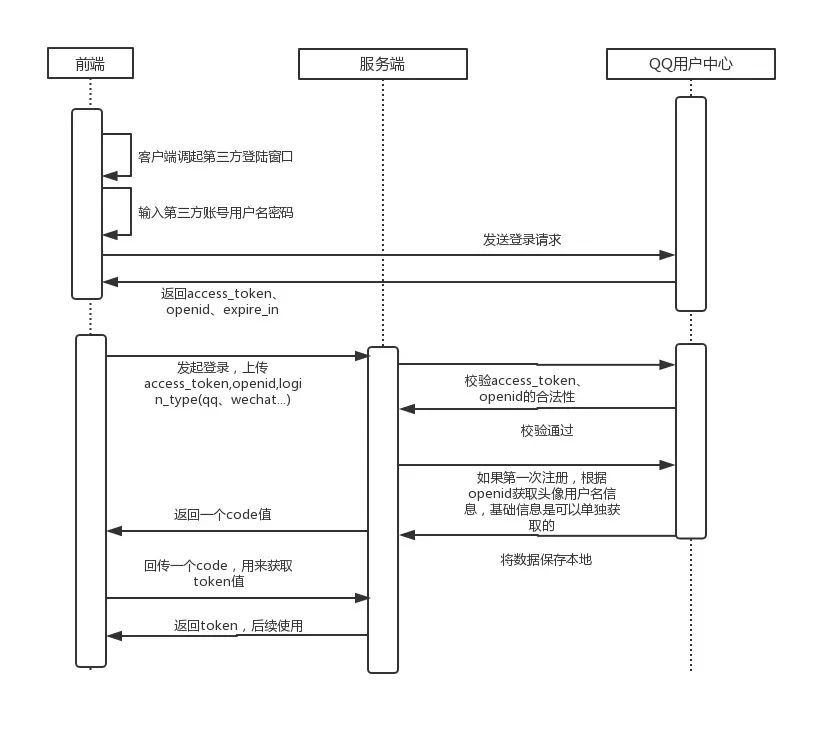 前端
服务端
QQ用户中心
客户端调起第三方登陆窗口
输入第三方账号用户名密码
发送登录请求
返回access_token、
openid、expire_in
发起登录，上传
access_token,openid,logi
n_type(qq、wechat...)
校验access_token、
openid的合法性
校验通过
如果第一次注册，根据
openid获取头像用户名信
息，基础信息是可以单独获
取的
返回一个code值
将数据保存本地
回传一个code，用来获取
token值
返回token，后续使用